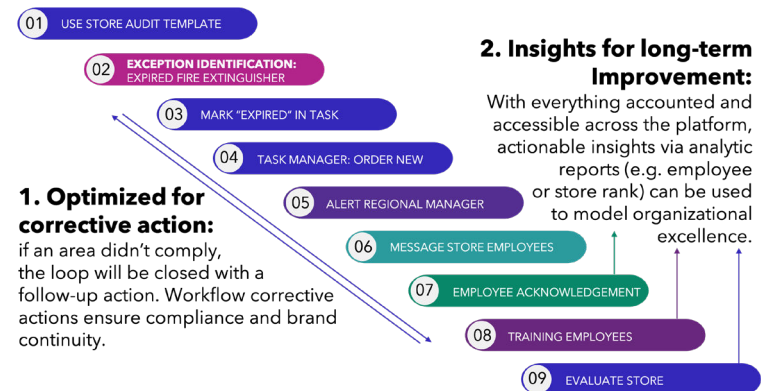 01 USE STORE AUDIT TEMPLATE
02 EXCEPTION IDENTIFICATION:
EXPIRED FIRE EXTINGUISHER
03 MARK “EXPIRED” IN TASK
04 TASK MANAGER: ORDER NEW
05 ALERT REGIONAL MANAGER
06 MESSAGE STORE EMPLOYEES
07 EMPLOYEE ACKNOWLEDGEMENT
08 TRAINING EMPLOYEES
09 EVALUATE STORE
1. Optimized for
corrective action:
if an area didn’t comply,
the loop will be closed with a
follow-up action. Workflow corrective
actions ensure compliance and brand
continuity.
2. Insights for long-term
Improvement:
With everything accounted and
accessible across the platform,
actionable insights via analytic
reports (e.g. employee
or store rank) can be used
to model organizational
excellence.